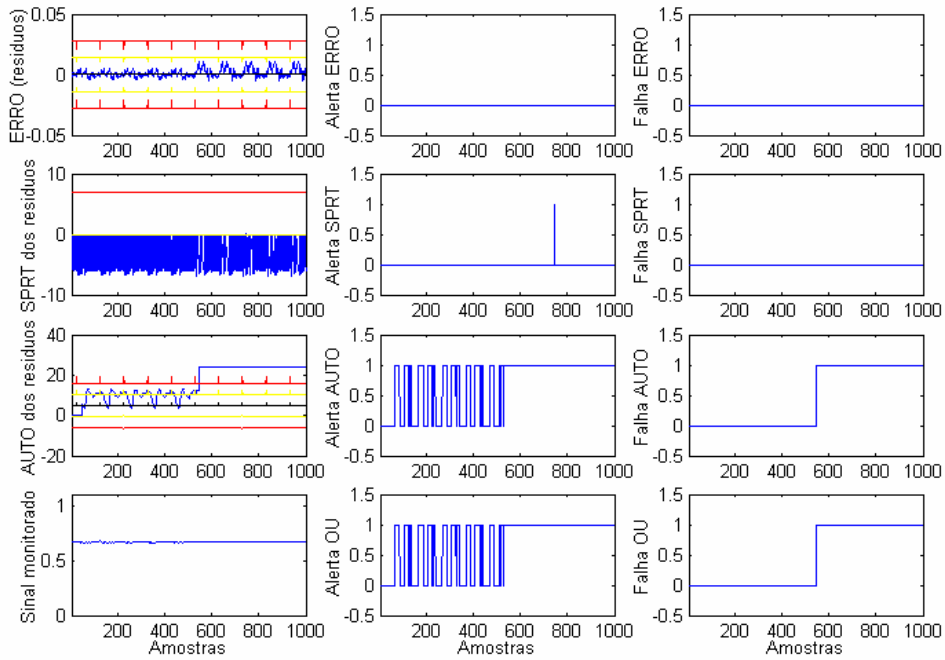 0.05
0
-0.05
ERRO (residuos)
200 400 600 800 1000
1.5
1
0.5
0
-0.5
Alerta ERRO
200 400 600 800 1000
1.5
1
0.5
0
-0.5
Falha ERRO
200 400 600 800 1000
10
0
-10
SPRT dos residuos
200 400 600 800 1000
1.5
1
0.5
0
-0.5
Alerta SPRT
200 400 600 800 1000
1.5
1
0.5
0
-0.5
Falha SPRT
200 400 600 800 1000
40
20
0
-20
AUTO dos residuos
200 400 600 800 1000
1.5
1
0.5
0
-0.5
Alerta AUTO
200 400 600 800 1000
1.5
1
0.5
0
-0.5
Falha AUTO
200 400 600 800 1000
1
0.5
0
Sinal monitorado
200 400 600 800 1000
Amostras
1.5
1
0.5
0
-0.5
Alerta OU
200 400 600 800 1000
Amostras
1.5
1
0.5
0
-0.5
Falha OU
200 400 600 800 1000
Amostras